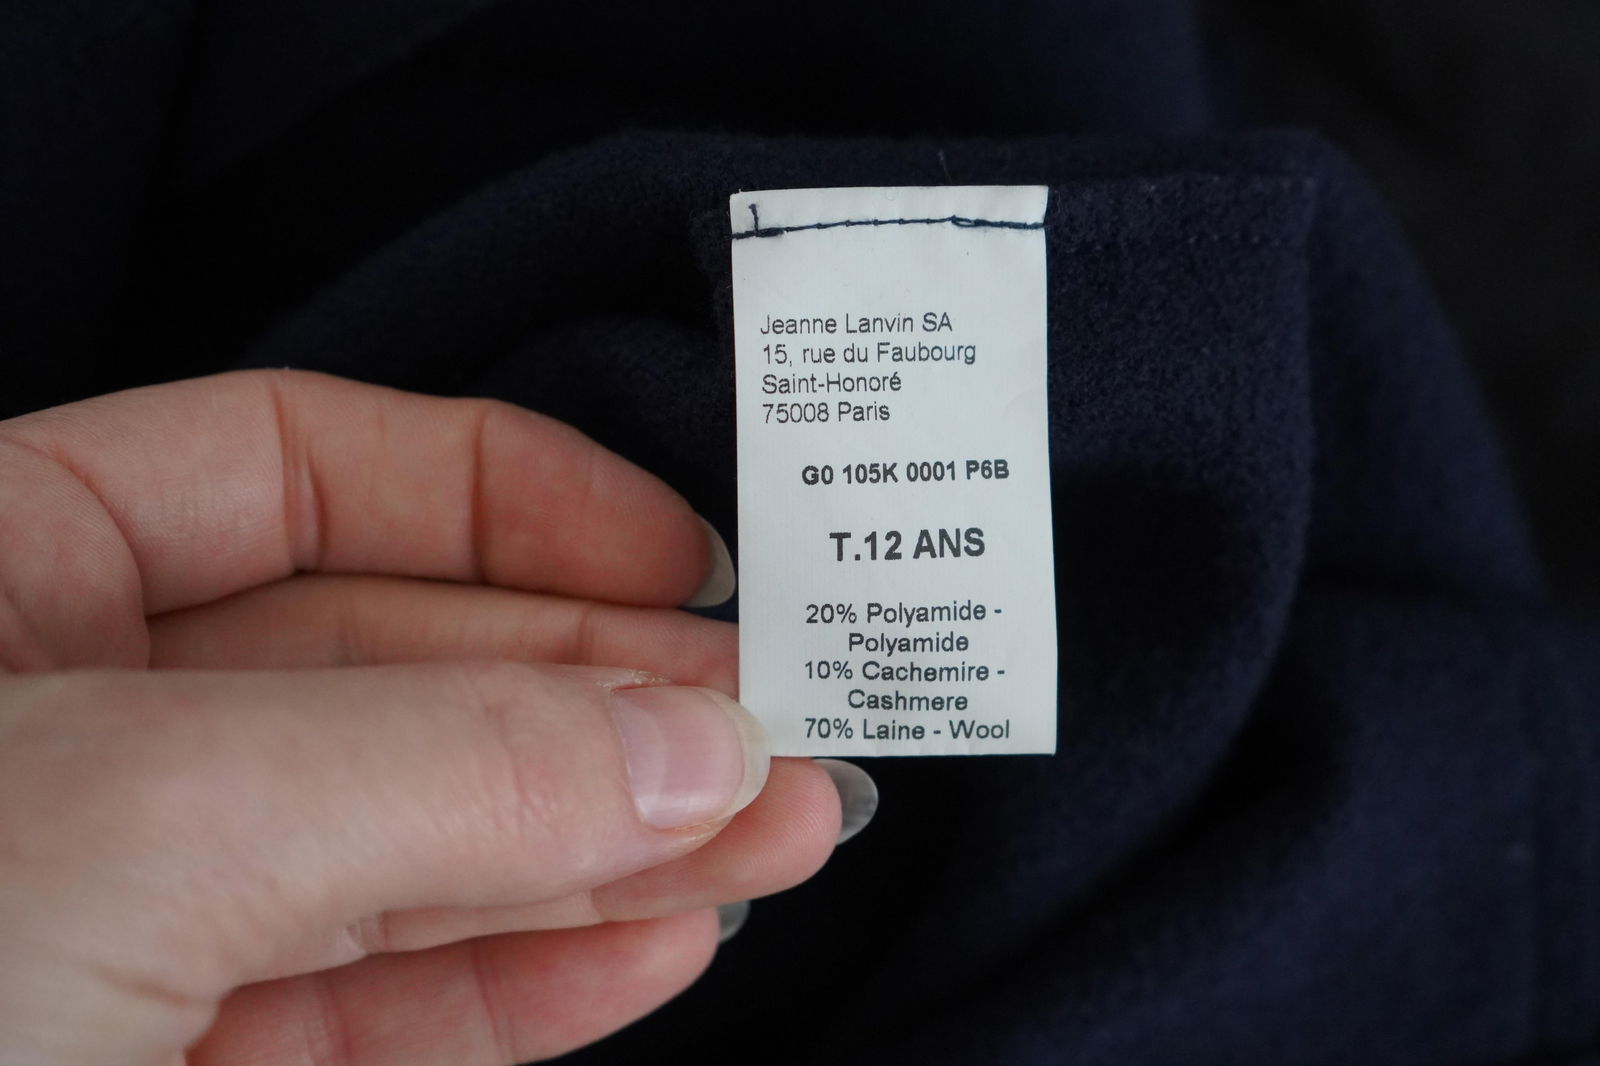 Jeanne Lanvin SA
15, rue du Faubourg
Saint-Honoré
75008 Paris
G0 105K 0001 P6B
T.12 ANS
20% Polyamide -
Polyamide
10% Cachemire -
Cashmere
70% Laine - Wool